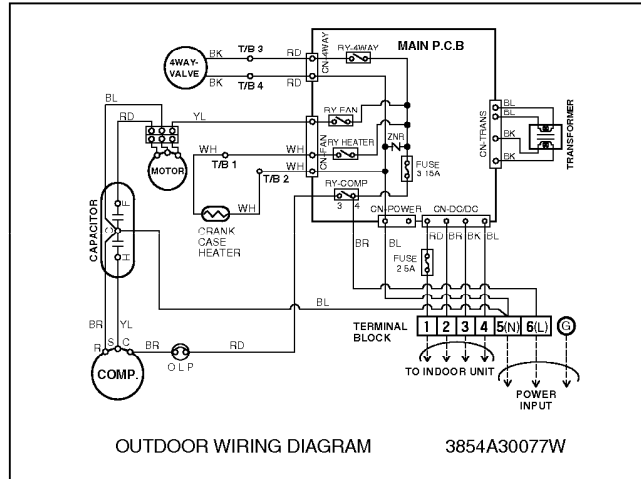 MAIN P.C.B
4WAY-
VALVE
BK T/B 3 RD
BK T/B 4 RD
CN-4WAY
RY-4WAY
BL
RD
YL
MOTOR
CN-FAN
RY FAN
WH
RY HEATER
WH T/B 1
WH T/B 2
WH
CRANK
CASE
HEATER
ZNR
FUSE
3 15A
RY-COMP
3 4
CN-TRANS
BL
BL
BK
BK
TRANSFORMER
CN-POWER
CN-DC/DC
BR BL
RD BR BK BL
FUSE
2 5A
CAPACITOR
F
C
H
BL
BR YL
R S C
COMP.
BR
OLP
RD
TERMINAL
BLOCK
1 2 3 4 5(N) 6(L) G
TO INDOOR UNIT
POWER
INPUT
OUTDOOR WIRING DIAGRAM 3854A30077W